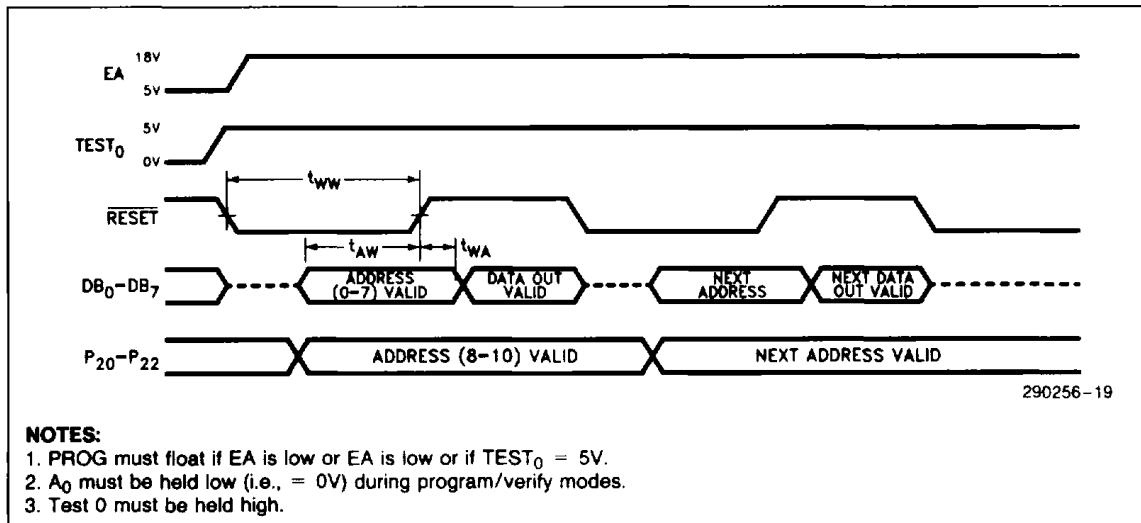 18V
EA
5V
5V
TEST0
0V
tWW
RESET
tAW
tWA
DB0–DB7
ADDRESS
(0–7) VALID
DATA OUT
VALID
NEXT
ADDRESS
NEXT DATA
OUT VALID
P20–P22
ADDRESS (8–10) VALID
NEXT ADDRESS VALID
290256–19
NOTES:
1. PROG must float if EA is low or EA is low or if TEST0 = 5V.
2. A0 must be held low (i.e., = 0V) during program/verify modes.
3. Test 0 must be held high.